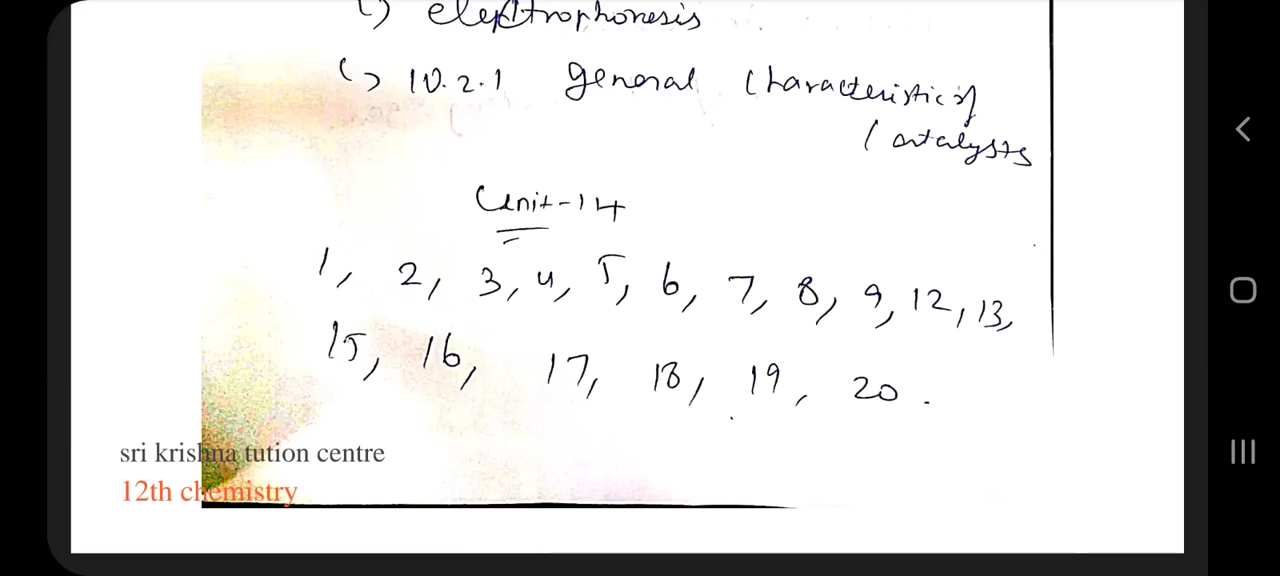 ↳ electrophoresis
↳ 10.2.1 general characteristic of
catalysts
Unit-14
1, 2, 3, 4, 5, 6, 7, 8, 9, 12, 13,
15, 16, 17, 18, 19, 20.
sri krishna tution centre
12th chemistry